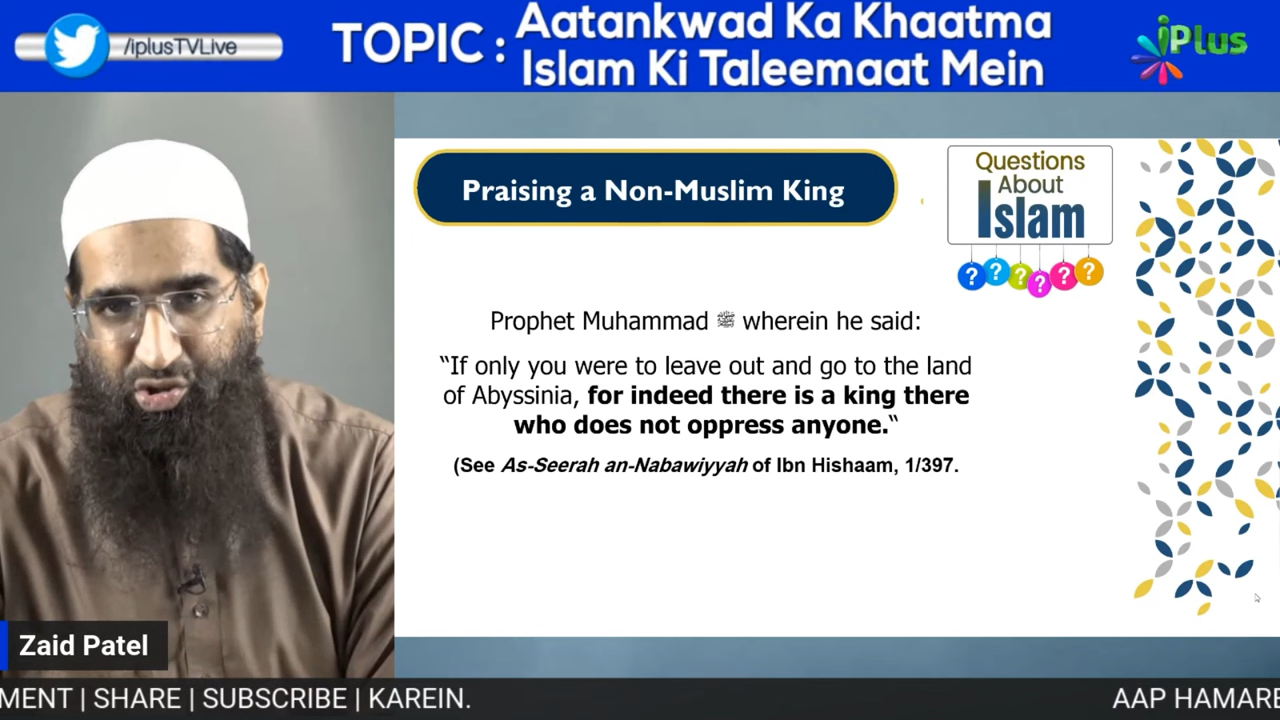 /iplusTVLive
TOPIC :
Aatankwad Ka Khaatma
Islam Ki Taleemaat Mein
iPlus
Praising a Non-Muslim King
Questions
About
Islam
? ? ? ? ? ?
Prophet Muhammad ﷺ wherein he said:
“If only you were to leave out and go to the land
of Abyssinia, for indeed there is a king there
who does not oppress anyone.“
(See As-Seerah an-Nabawiyyah of Ibn Hishaam, 1/397.
Zaid Patel
MENT | SHARE | SUBSCRIBE | KAREIN.
AAP HAMARE